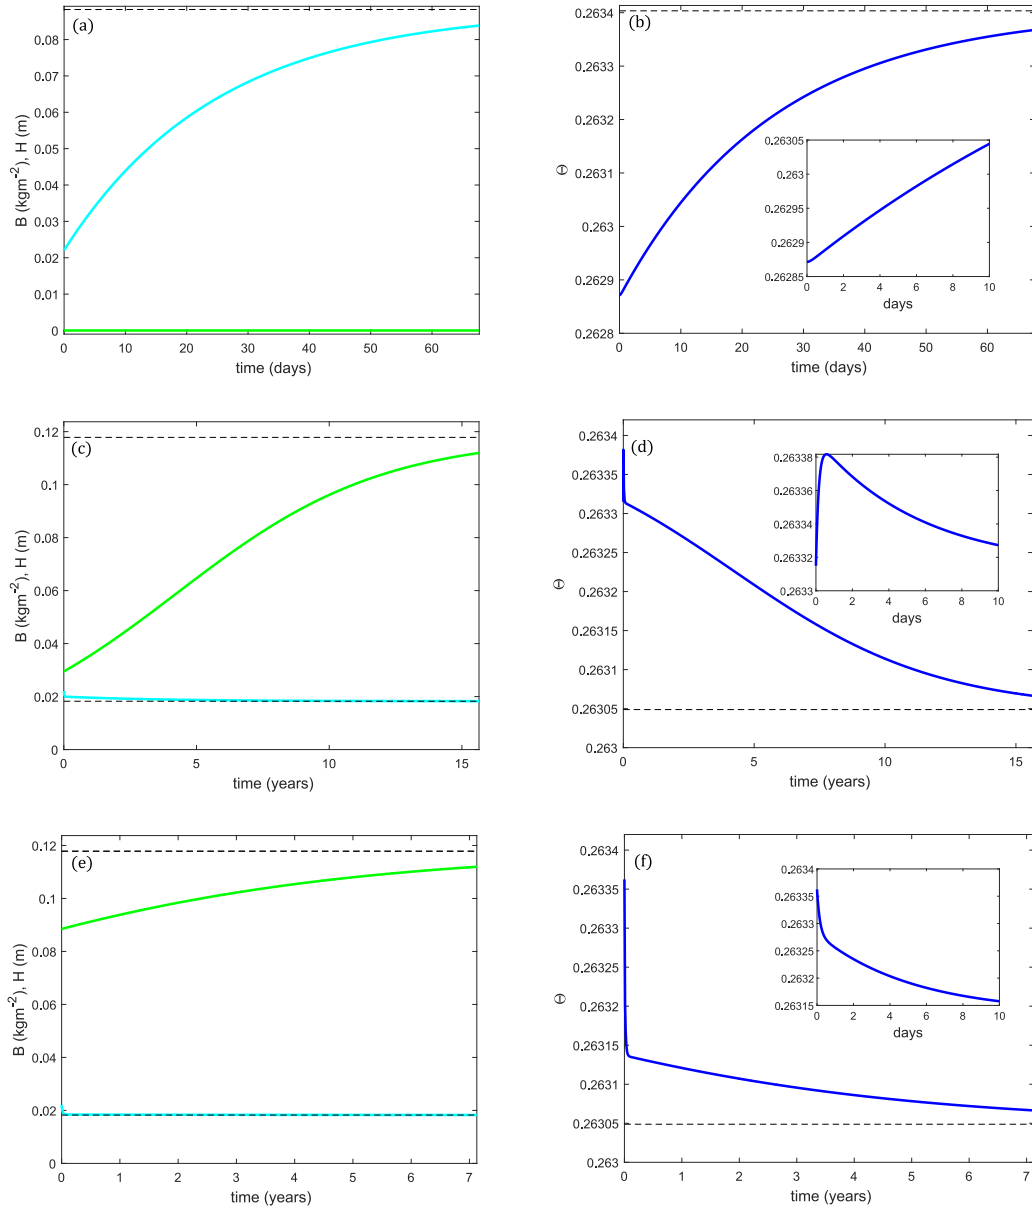 (a)
0.08
0.07
0.06
0.05
0.04
0.03
0.02
0.01
0
B (kgm⁻²), H (m)
0 10 20 30 40 50 60
time (days)
(b)
0.2634
0.2633
0.2632
0.2631
0.263
0.2629
0.2628
Θ
0 10 20 30 40 50 60
time (days)
0.26305
0.263
0.26295
0.2629
0.26285
0 2 4 6 8 10
days
(c)
0.12
0.1
0.08
0.06
0.04
0.02
0
B (kgm⁻²), H (m)
0 5 10 15
time (years)
(d)
0.2634
0.26335
0.2633
0.26325
0.2632
0.26315
0.2631
0.26305
0.263
Θ
0 5 10 15
time (years)
0.26338
0.26336
0.26334
0.26332
0.2633
0 2 4 6 8 10
days
(e)
0.12
0.1
0.08
0.06
0.04
0.02
0
B (kgm⁻²), H (m)
0 1 2 3 4 5 6 7
time (years)
(f)
0.2634
0.26335
0.2633
0.26325
0.2632
0.26315
0.2631
0.26305
0.263
Θ
0 1 2 3 4 5 6 7
time (years)
0.2634
0.26335
0.2633
0.26325
0.2632
0.26315
0 2 4 6 8 10
days